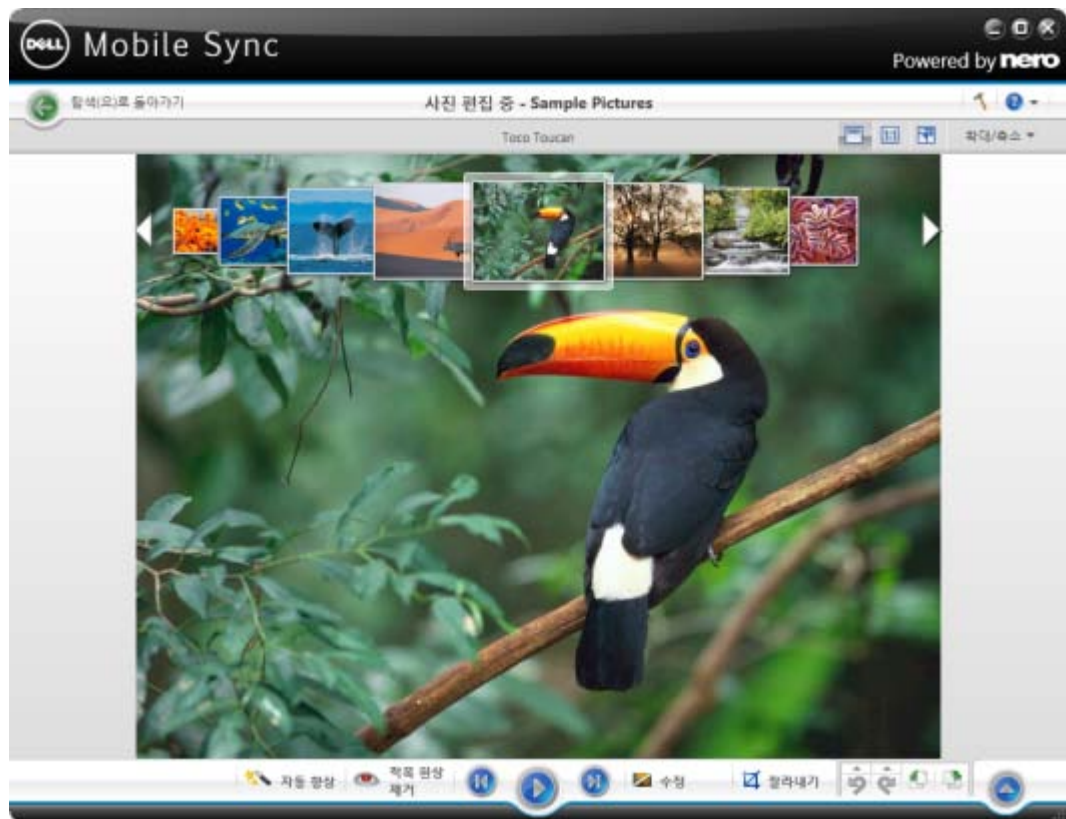 DELL Mobile Sync
Powered by nero
탐색(으)로 돌아가기
사진 편집 중 - Sample Pictures
Toco Toucan
1:1
확대/축소
자동 향상
적목 현상
제거
수정
잘라내기